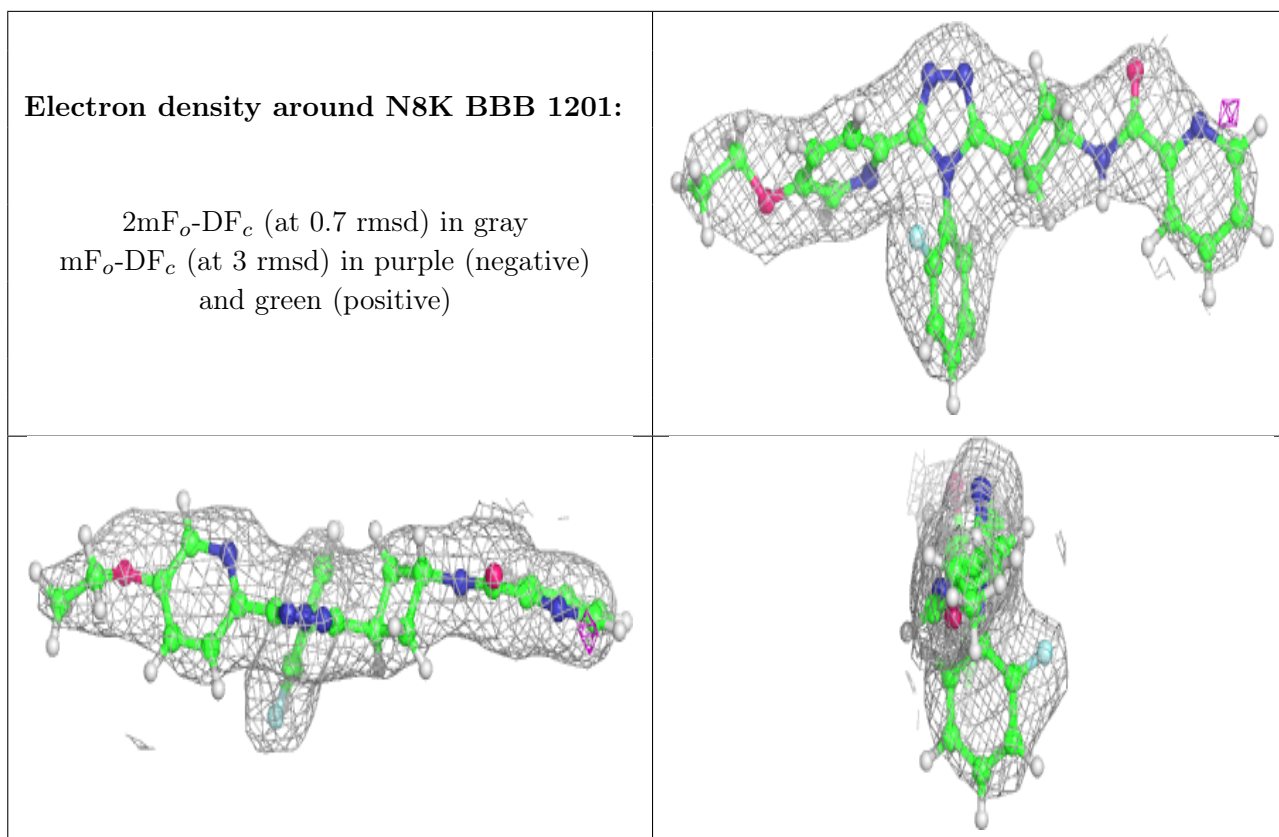 Electron density around N8K BBB 1201:
2mFₒ-DF𝒸 (at 0.7 rmsd) in gray
mFₒ-DF𝒸 (at 3 rmsd) in purple (negative)
and green (positive)